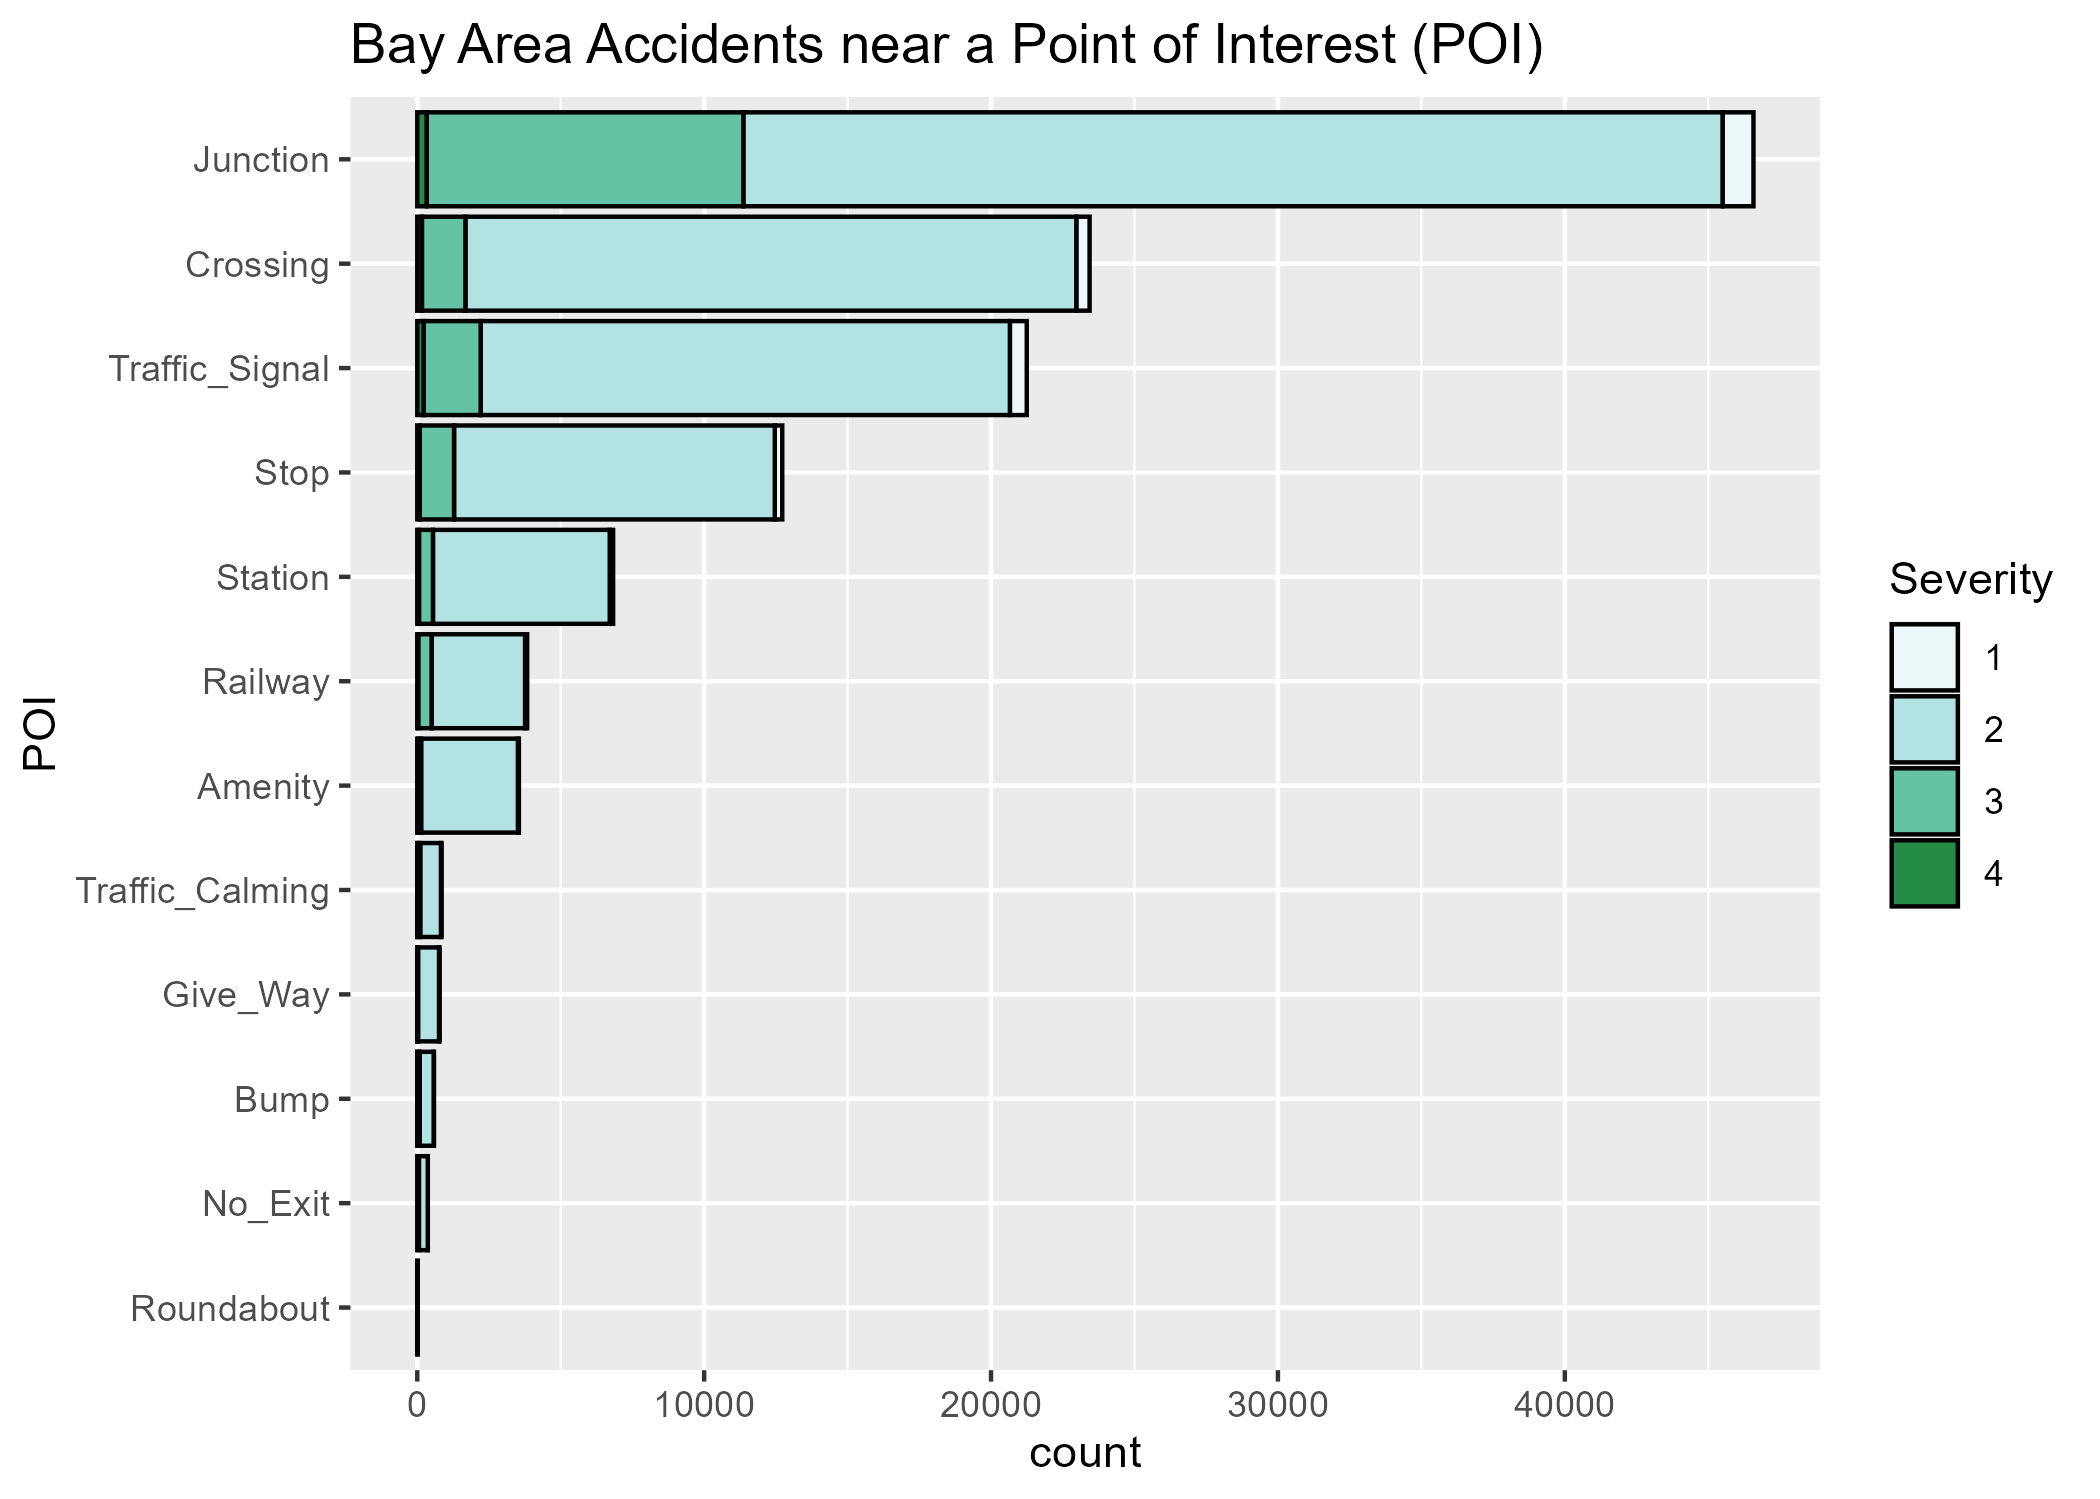 Bay Area Accidents near a Point of Interest (POI)
Junction
Crossing
Traffic_Signal
Stop
Station
Railway
Amenity
Traffic_Calming
Give_Way
Bump
No_Exit
Roundabout
POI
0 10000 20000 30000 40000
count
Severity
1
2
3
4